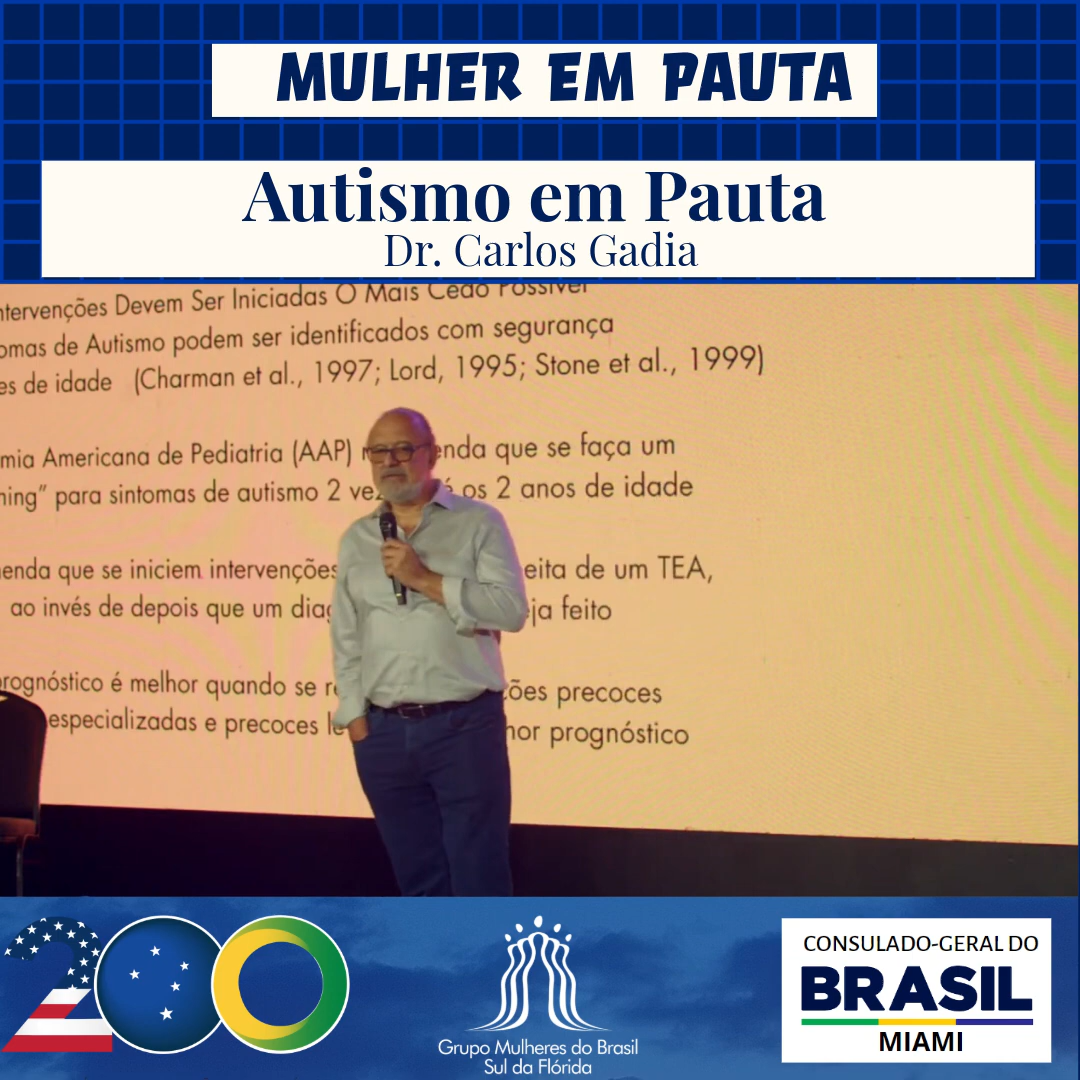 MULHER EM PAUTA
Autismo em Pauta
Dr. Carlos Gadia
ntervenções Devem Ser Iniciadas O Mais Cedo Possível
omas de Autismo podem ser identificados com segurança
es de idade (Charman et al., 1997; Lord, 1995; Stone et al., 1999)
mia Americana de Pediatria (AAP) r enda que se faça um
ning” para sintomas de autismo 2 vez é os 2 anos de idade
enda que se iniciem intervenções eita de um TEA,
ao invés de depois que um diag ja feito
prognóstico é melhor quando se re ções precoces
especializadas e precoces le hor prognóstico
200
Grupo Mulheres do Brasil
Sul da Flórida
CONSULADO-GERAL DO
BRASIL
MIAMI